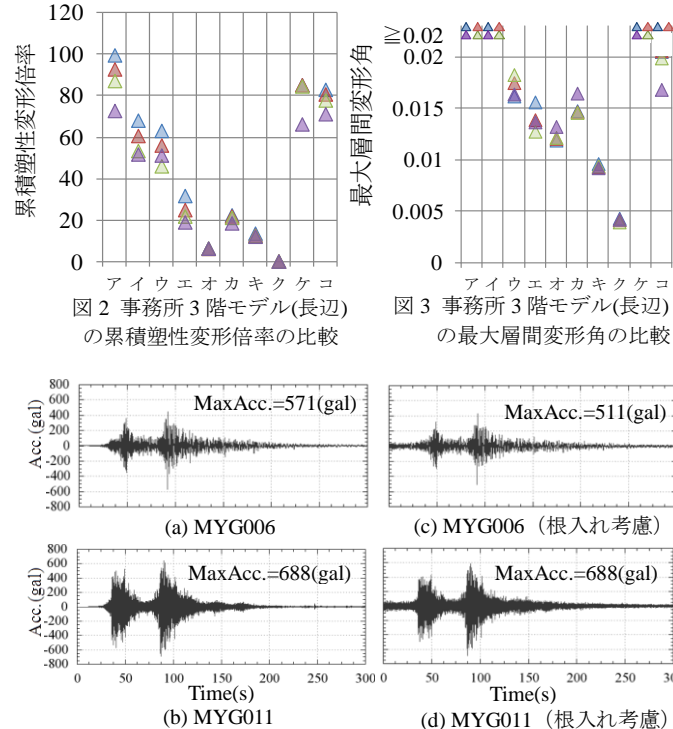 120
100
80
60
40
20
0
累積塑性変形倍率
ア イ ウ エ オ カ キ ク ケ コ
図 2 事務所 3 階モデル(長辺)
の累積塑性変形倍率の比較
≧ 0.02
0.02
0.015
0.01
0.005
0
最大層間変形角
ア イ ウ エ オ カ キ ク ケ コ
図 3 事務所 3 階モデル(長辺)
の最大層間変形角の比較
800
600
400
200
0
-200
-400
-600
-800
Acc.(gal)
MaxAcc.=571(gal)
(a) MYG006
MaxAcc.=511(gal)
(c) MYG006（根入れ考慮）
800
600
400
200
0
-200
-400
-600
-800
Acc.(gal)
MaxAcc.=688(gal)
0 50 100 150 200 250 300
Time(s)
(b) MYG011
MaxAcc.=688(gal)
50 100 150 200 250 300
Time(s)
(d) MYG011（根入れ考慮）